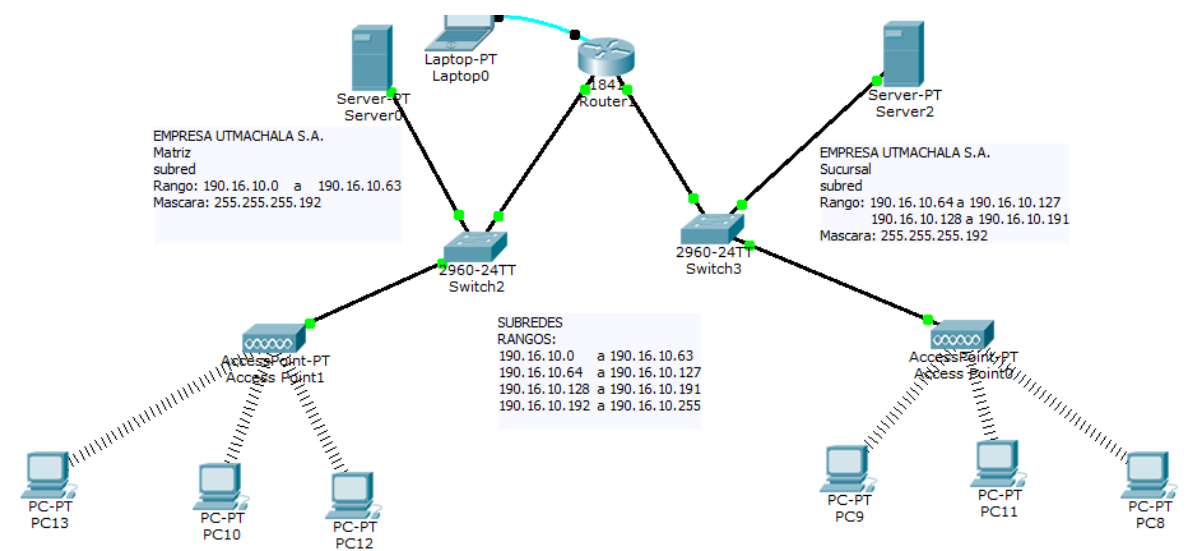 Laptop-PT
Laptop0
1841
Router1
Server-PT
Server0
Server-PT
Server2
EMPRESA UTMACHALA S.A.
Matriz
subred
Rango: 190.16.10.0 a 190.16.10.63
Mascara: 255.255.255.192
EMPRESA UTMACHALA S.A.
Sucursal
subred
Rango: 190.16.10.64 a 190.16.10.127
190.16.10.128 a 190.16.10.191
Mascara: 255.255.255.192
2960-24TT
Switch2
2960-24TT
Switch3
SUBREDES
RANGOS:
190.16.10.0 a 190.16.10.63
190.16.10.64 a 190.16.10.127
190.16.10.128 a 190.16.10.191
190.16.10.192 a 190.16.10.255
AccessPoint-PT
Access Point1
AccessPoint-PT
Access Point0
PC-PT
PC13
PC-PT
PC10
PC-PT
PC12
PC-PT
PC9
PC-PT
PC11
PC-PT
PC8